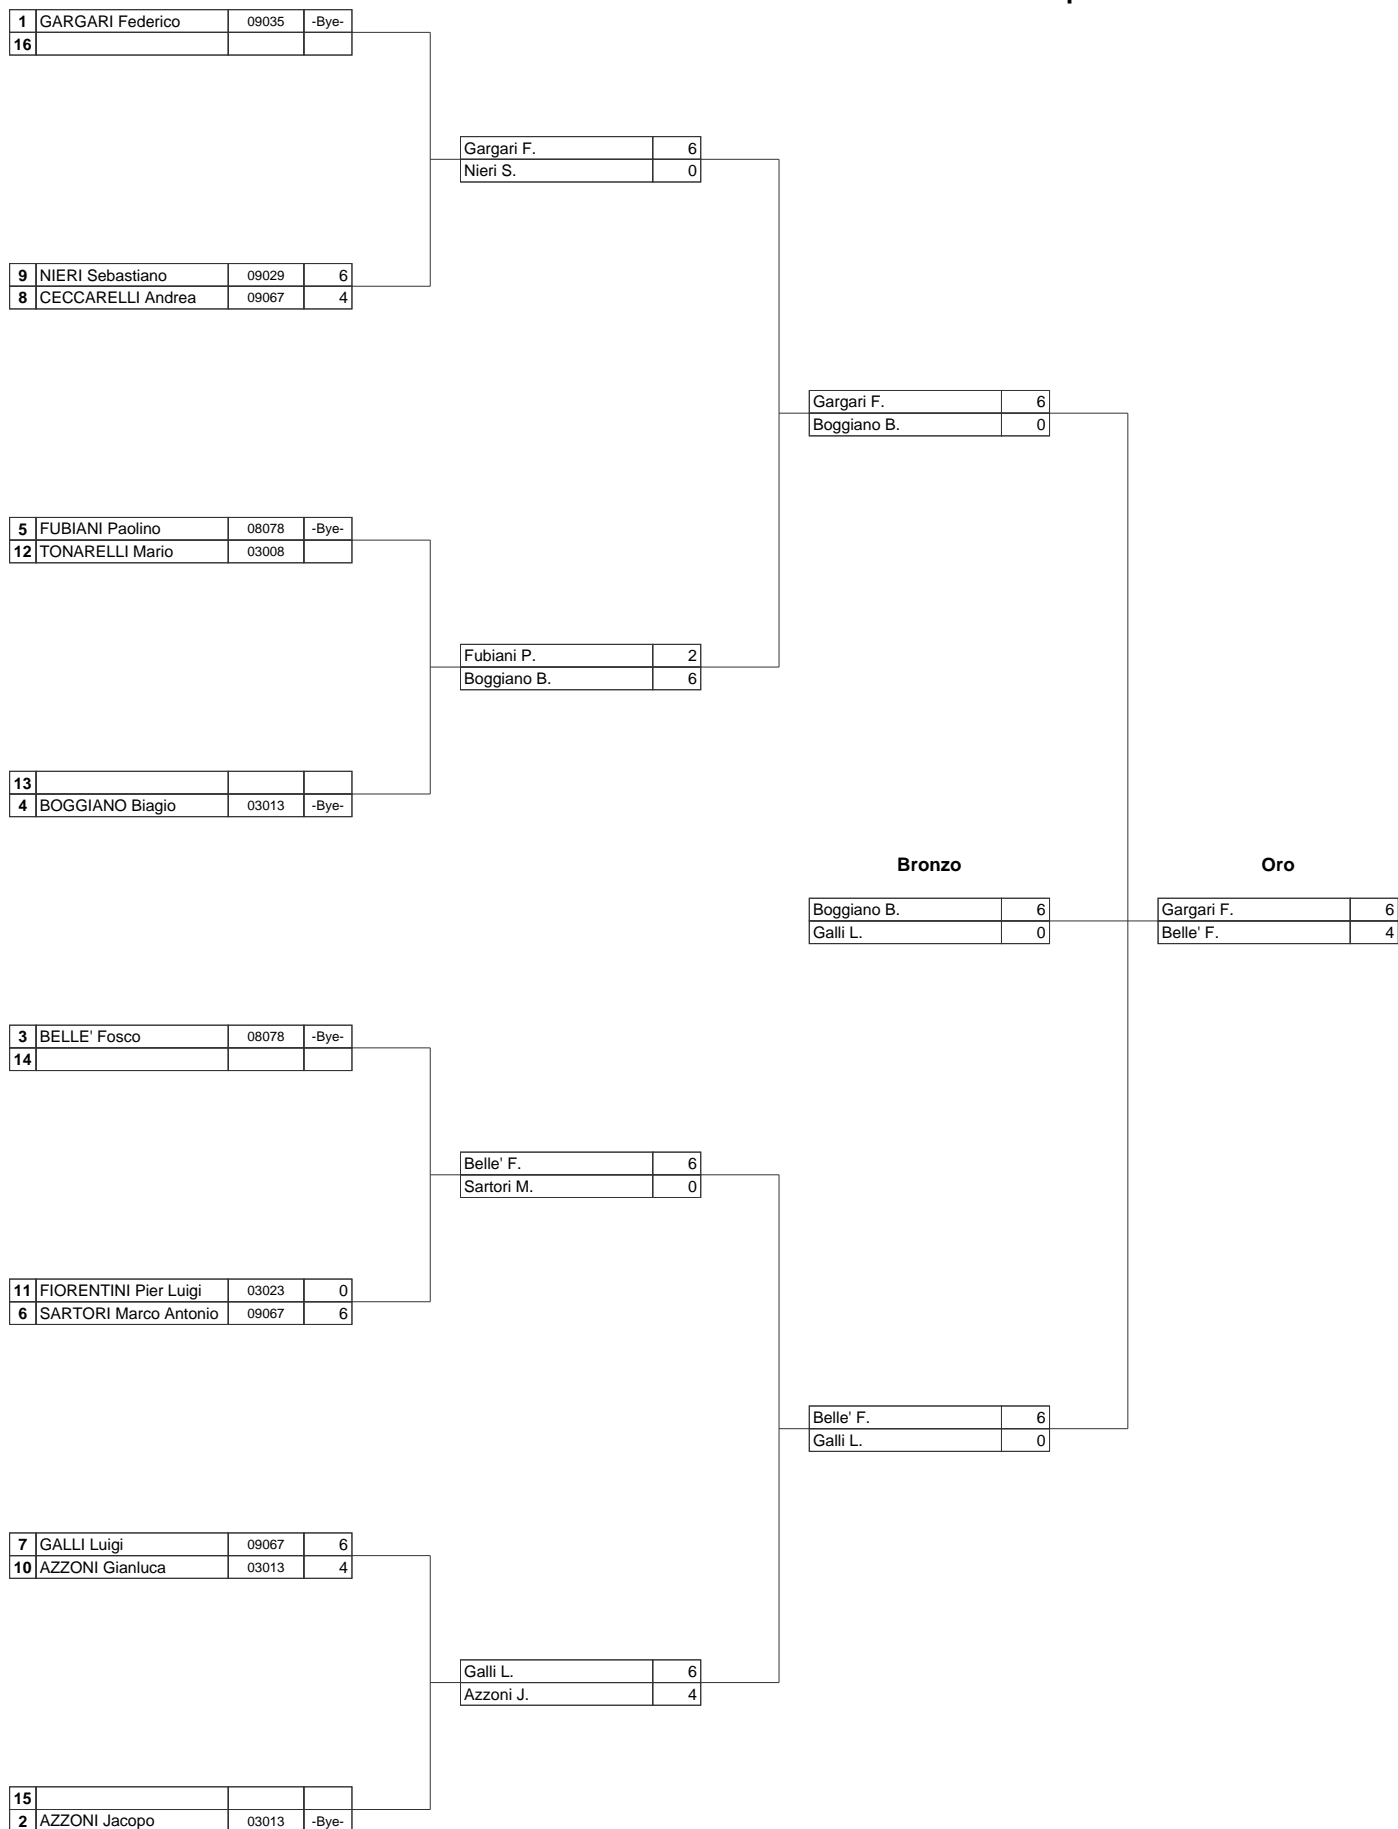 1 GARGARI Federico 09035 -Bye-
16
Gargari F. 6
Nieri S. 0
9 NIERI Sebastiano 09029 6
8 CECCARELLI Andrea 09067 4
Gargari F. 6
Boggiano B. 0
5 FUBIANI Paolino 08078 -Bye-
12 TONARELLI Mario 03008
Fubiani P. 2
Boggiano B. 6
13
4 BOGGIANO Biagio 03013 -Bye-
Bronzo Oro
Boggiano B. 6 Gargari F. 6
Galli L. 0 Belle' F. 4
3 BELLE' Fosco 08078 -Bye-
14
Belle' F. 6
Sartori M. 0
11 FIORENTINI Pier Luigi 03023 0
6 SARTORI Marco Antonio 09067 6
Belle' F. 6
Galli L. 0
7 GALLI Luigi 09067 6
10 AZZONI Gianluca 03013 4
Galli L. 6
Azzoni J. 4
15
2 AZZONI Jacopo 03013 -Bye-